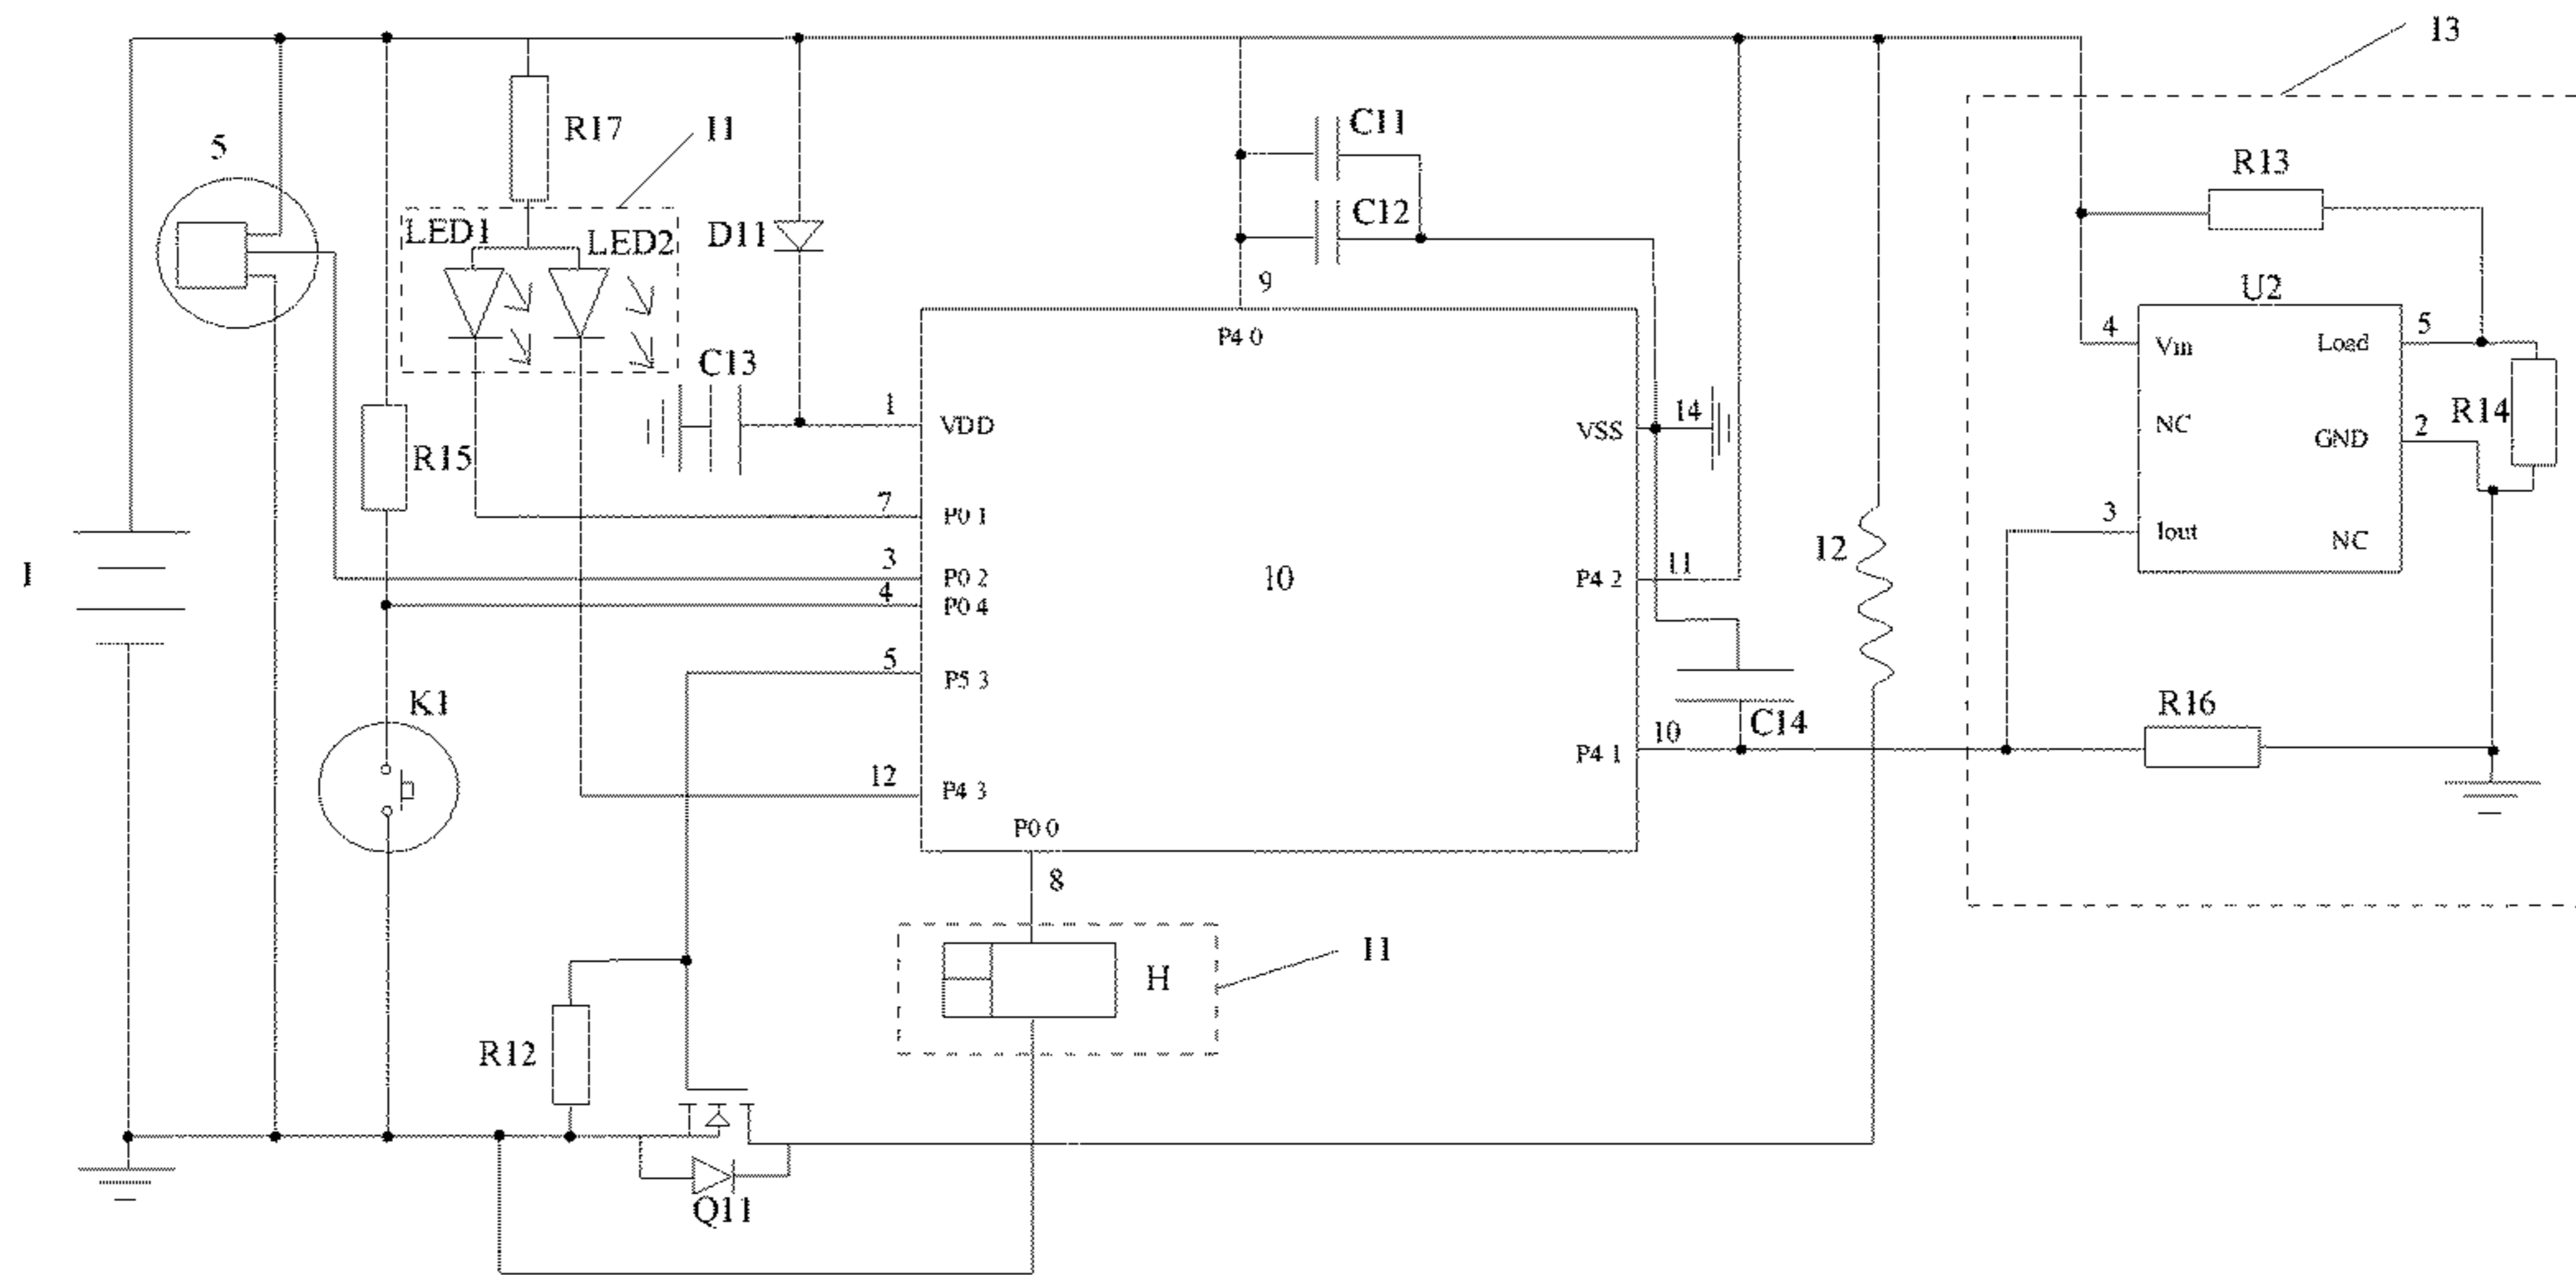 13
R17
11
5
C11
R13
LED1
LED2
D11
C12
U2
9
P4 0
4
Vin
Load
5
C13
1
VDD
VSS
14
NC
GND
2
R14
R15
7
P0 1
3
Iout
NC
1
3
P0 2
10
P4 2
11
12
4
P0 4
5
P5 3
K1
R16
12
P4 3
P4 1
10
C14
P0 0
8
H
11
R12
Q11